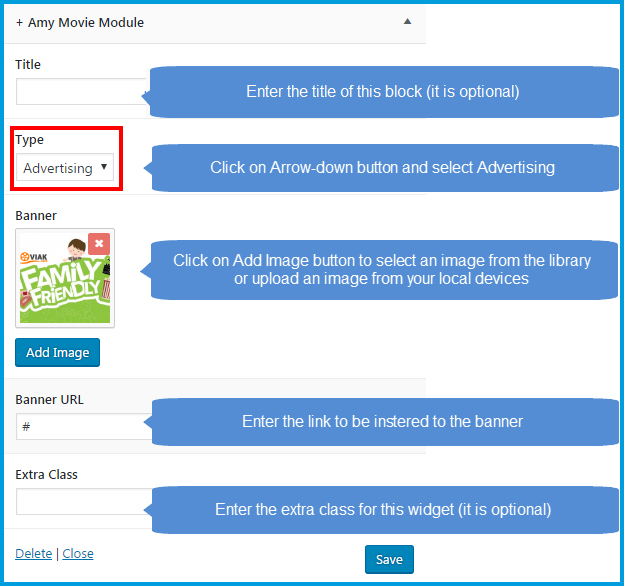 + Amy Movie Module
Title
Enter the title of this block (it is optional)
Type
Advertising
Click on Arrow-down button and select Advertising
Banner
VIAK
FAMILY
FRIENDLY
Click on Add Image button to select an image from the library
or upload an image from your local devices
Add Image
Banner URL
#
Enter the link to be instered to the banner
Extra Class
Enter the extra class for this widget (it is optional)
Delete | Close
Save